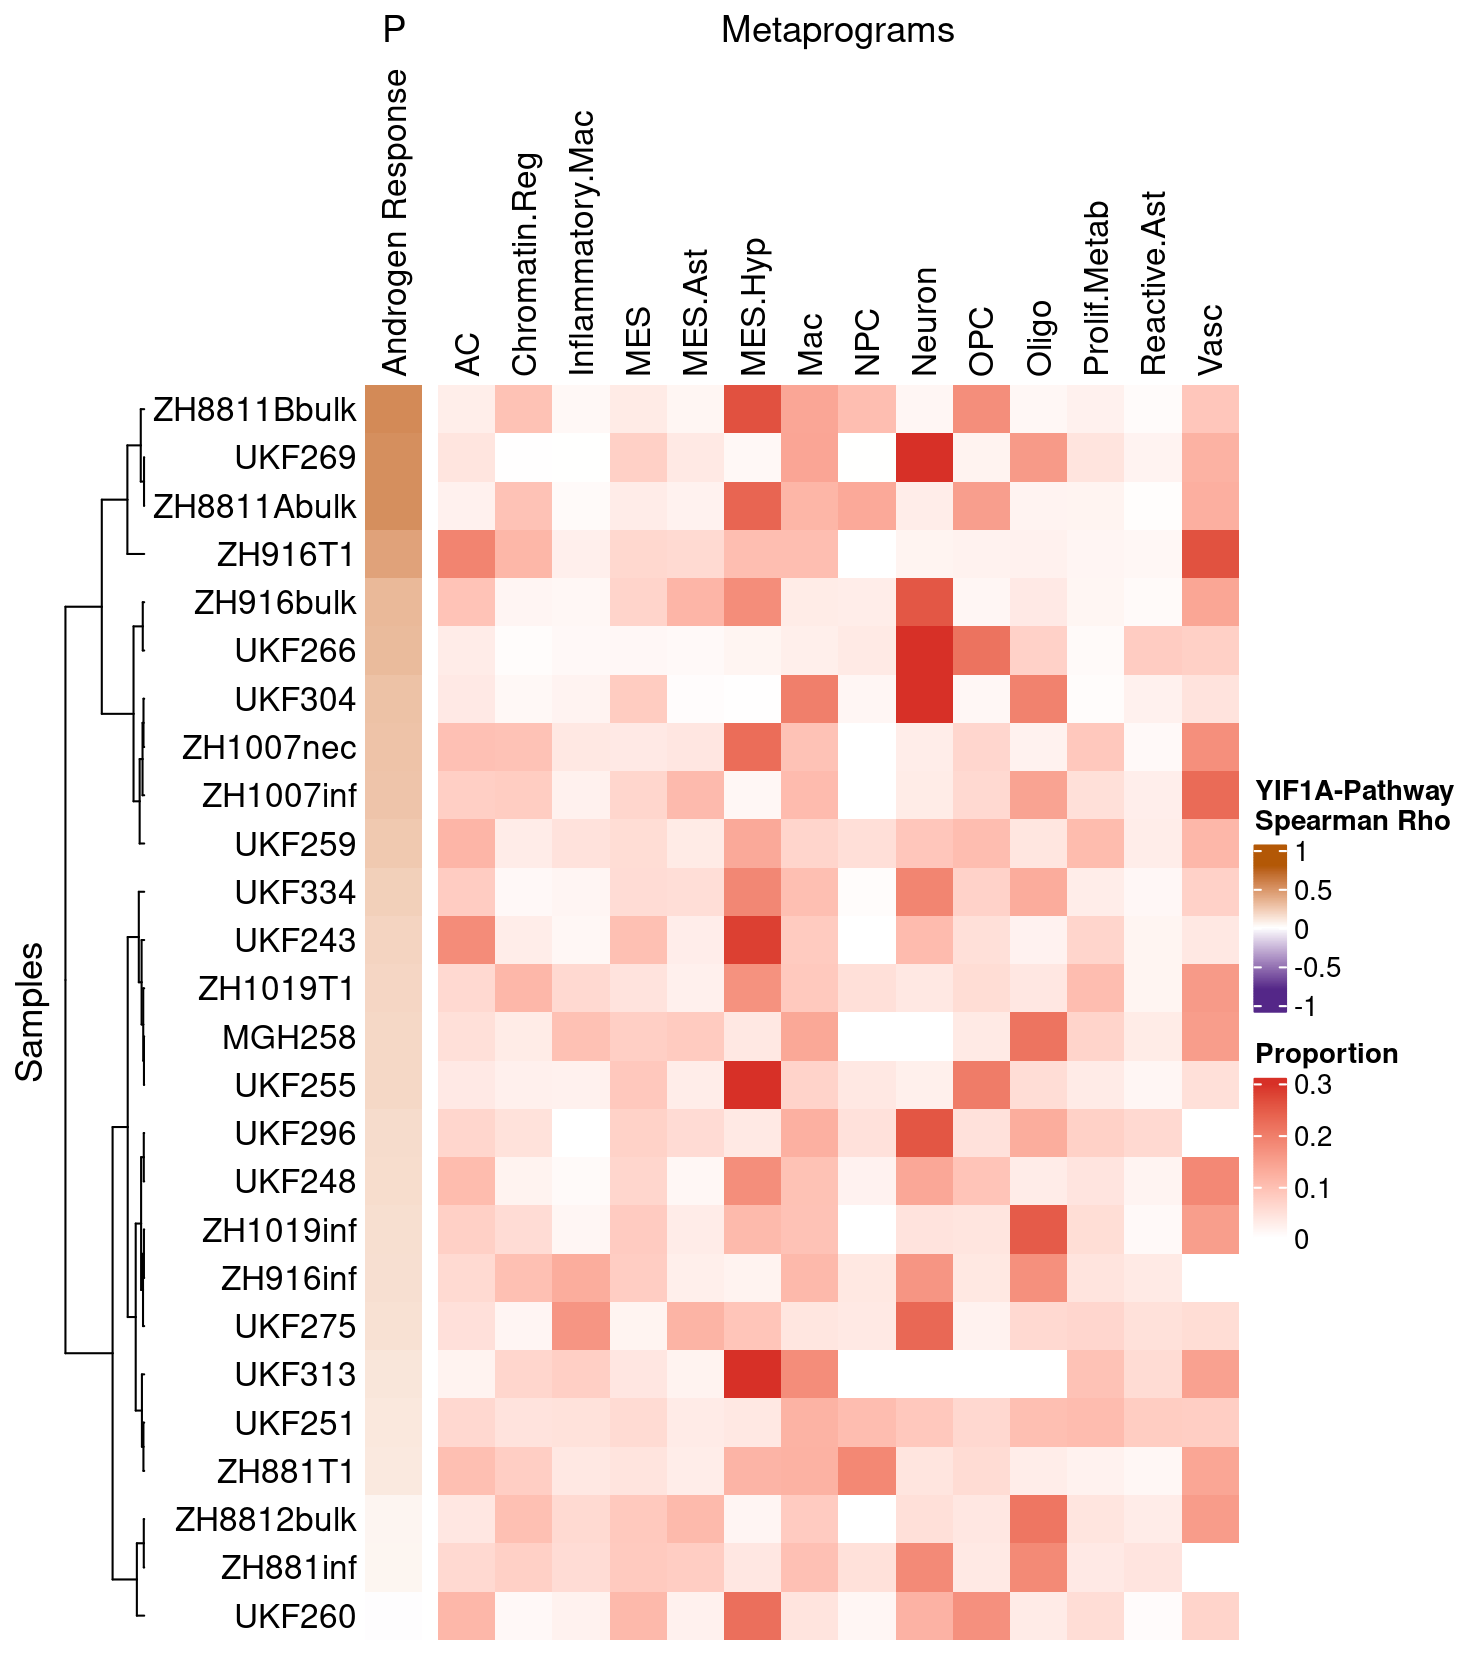 P
Metaprograms
Androgen Response
AC
Chromatin.Reg
Inflammatory.Mac
MES
MES.Ast
MES.Hyp
Mac
NPC
Neuron
OPC
Oligo
Prolif.Metab
Reactive.Ast
Vasc
Samples
ZH8811Bbulk
UKF269
ZH8811Abulk
ZH916T1
ZH916bulk
UKF266
UKF304
ZH1007nec
ZH1007inf
UKF259
UKF334
UKF243
ZH1019T1
MGH258
UKF255
UKF296
UKF248
ZH1019inf
ZH916inf
UKF275
UKF313
UKF251
ZH881T1
ZH8812bulk
ZH881inf
UKF260
YIF1A-Pathway
Spearman Rho
1
0.5
0
-0.5
-1
Proportion
0.3
0.2
0.1
0